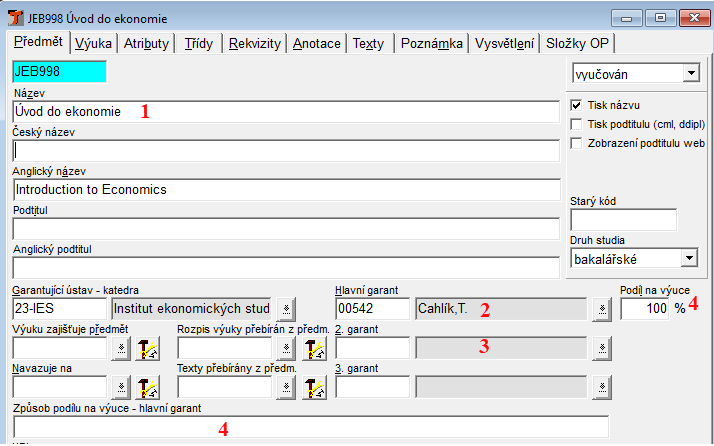 JEB998 Úvod do ekonomie
Předmět Výuka Atributy Třídy Rekvizity Anotace Texty Poznámka Vysvětlení Složky OP
JEB998
vyučován
Název
Úvod do ekonomie 1
Tisk názvu
Tisk podtitulu (cml, ddipl)
Zobrazení podtitulu web
Český název
Anglický název
Introduction to Economics
Podtitul
Starý kód
Anglický podtitul
Druh studia
bakalářské
Garantující ústav - katedra Hlavní garant Podíl na výuce
23-IES Institut ekonomických stud 00542 Cahlík,T. 2 100 % 4
Výuku zajišťuje předmět Rozpis výuky přebírán z předm. 2. garant
3
Navazuje na Texty přebírány z předm. 3. garant
Způsob podílu na výuce - hlavní garant
4